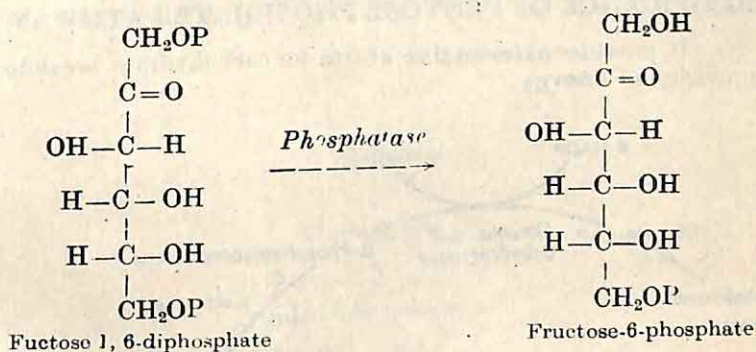 CH₂OP
C=O
OH—C—H
H—C—OH
H—C—OH
CH₂OP
Fuctose 1, 6-diphosphate
Phosphatase
CH₂OH
C=O
OH—C—H
H—C—OH
H—C—OH
CH₂OP
Fructose-6-phosphate